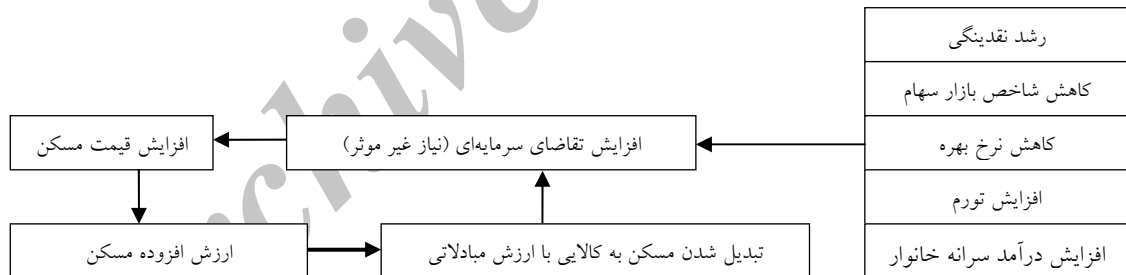 رشد نقدینگی
کاهش شاخص بازار سهام
کاهش نرخ بهره
افزایش تورم
افزایش درآمد سرانه خانوار
افزایش تقاضای سرمایه‌ای (نیاز غیر موثر)
افزایش قیمت مسکن
ارزش افزوده مسکن
تبدیل شدن مسکن به کالایی با ارزش مبادلاتی
rchive